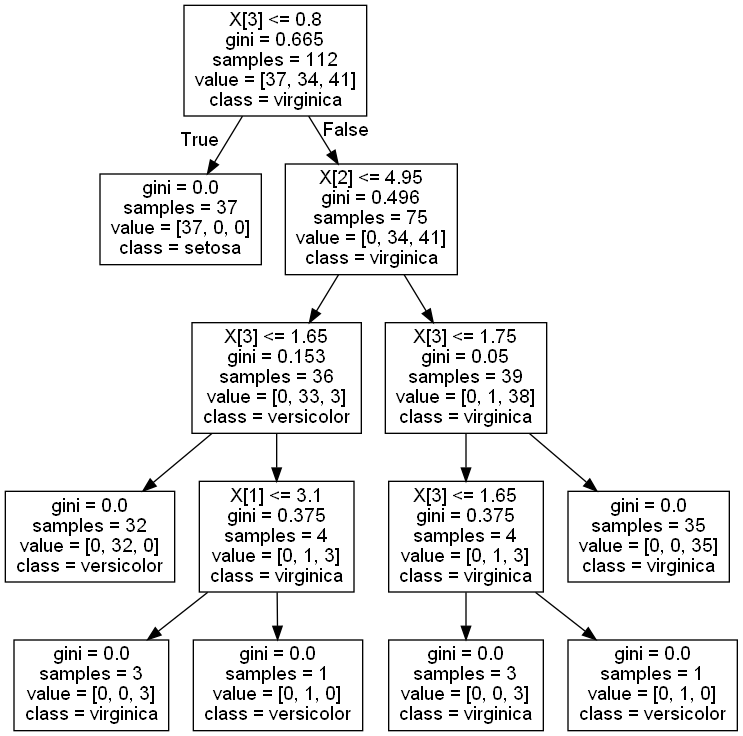 X[3] <= 0.8
gini = 0.665
samples = 112
value = [37, 34, 41]
class = virginica
True
False
gini = 0.0
samples = 37
value = [37, 0, 0]
class = setosa
X[2] <= 4.95
gini = 0.496
samples = 75
value = [0, 34, 41]
class = virginica
X[3] <= 1.65
gini = 0.153
samples = 36
value = [0, 33, 3]
class = versicolor
X[3] <= 1.75
gini = 0.05
samples = 39
value = [0, 1, 38]
class = virginica
gini = 0.0
samples = 32
value = [0, 32, 0]
class = versicolor
X[1] <= 3.1
gini = 0.375
samples = 4
value = [0, 1, 3]
class = virginica
X[3] <= 1.65
gini = 0.375
samples = 4
value = [0, 1, 3]
class = virginica
gini = 0.0
samples = 35
value = [0, 0, 35]
class = virginica
gini = 0.0
samples = 3
value = [0, 0, 3]
class = virginica
gini = 0.0
samples = 1
value = [0, 1, 0]
class = versicolor
gini = 0.0
samples = 3
value = [0, 0, 3]
class = virginica
gini = 0.0
samples = 1
value = [0, 1, 0]
class = versicolor